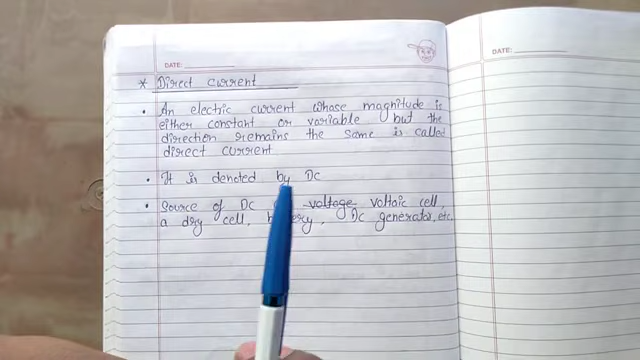 DATE:
* Direct current
• An electric current whose magnitude is
either constant or variable but the
direction remains the same is called
direct current
• It is denoted by DC
• Source of DC voltage voltaic cell,
a dry cell, DC generator, etc.
DATE: